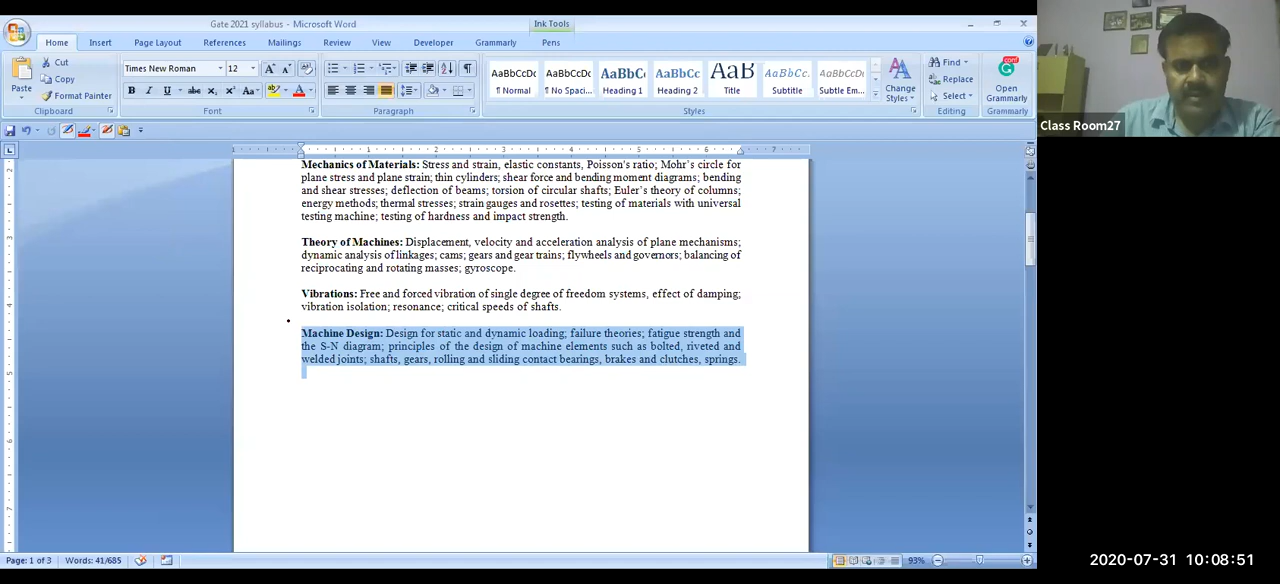 Gate 2021 syllabus - Microsoft Word
Ink Tools
Home Insert Page Layout References Mailings Review View Developer Grammarly Pens
Paste
Cut
Copy
Format Painter
Clipboard
Times New Roman 12
Font
Paragraph
AaBbCcDc AaBbCcDc AaBbC AaBbCc AaB AaBbCc. AaBbCcDc
¶ Normal ¶ No Spaci... Heading 1 Heading 2 Title Subtitle Subtle Em...
Styles
Change Styles
Find
Replace
Select
Editing
Open Grammarly
Grammarly
Class Room27
Mechanics of Materials: Stress and strain, elastic constants, Poisson's ratio; Mohr's circle for
plane stress and plane strain; thin cylinders; shear force and bending moment diagrams; bending
and shear stresses; deflection of beams; torsion of circular shafts; Euler's theory of columns;
energy methods; thermal stresses; strain gauges and rosettes; testing of materials with universal
testing machine; testing of hardness and impact strength.
Theory of Machines: Displacement, velocity and acceleration analysis of plane mechanisms;
dynamic analysis of linkages; cams; gears and gear trains; flywheels and governors; balancing of
reciprocating and rotating masses; gyroscope.
Vibrations: Free and forced vibration of single degree of freedom systems, effect of damping;
vibration isolation; resonance; critical speeds of shafts.
Machine Design: Design for static and dynamic loading; failure theories; fatigue strength and
the S-N diagram; principles of the design of machine elements such as bolted, riveted and
welded joints; shafts, gears, rolling and sliding contact bearings, brakes and clutches, springs.
Page: 1 of 3 Words: 41/685
93%
2020-07-31 10:08:51